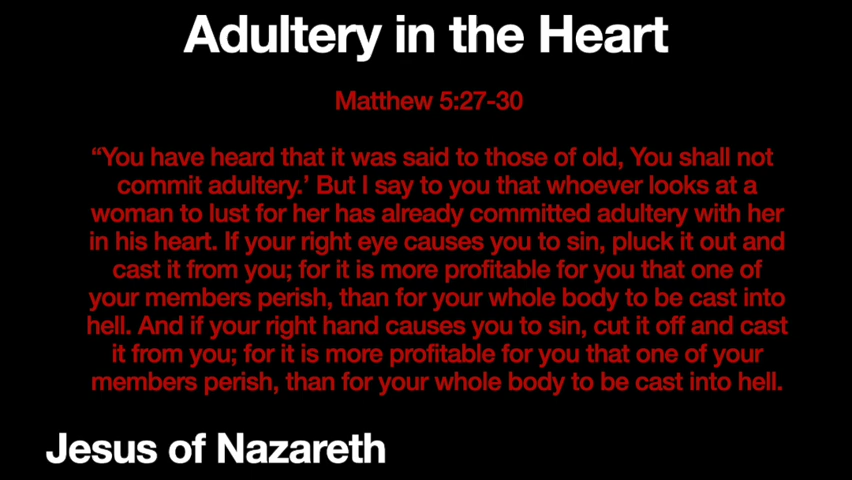 Adultery in the Heart
Matthew 5:27-30
“You have heard that it was said to those of old, You shall not
commit adultery.’ But I say to you that whoever looks at a
woman to lust for her has already committed adultery with her
in his heart. If your right eye causes you to sin, pluck it out and
cast it from you; for it is more profitable for you that one of
your members perish, than for your whole body to be cast into
hell. And if your right hand causes you to sin, cut it off and cast
it from you; for it is more profitable for you that one of your
members perish, than for your whole body to be cast into hell.
Jesus of Nazareth